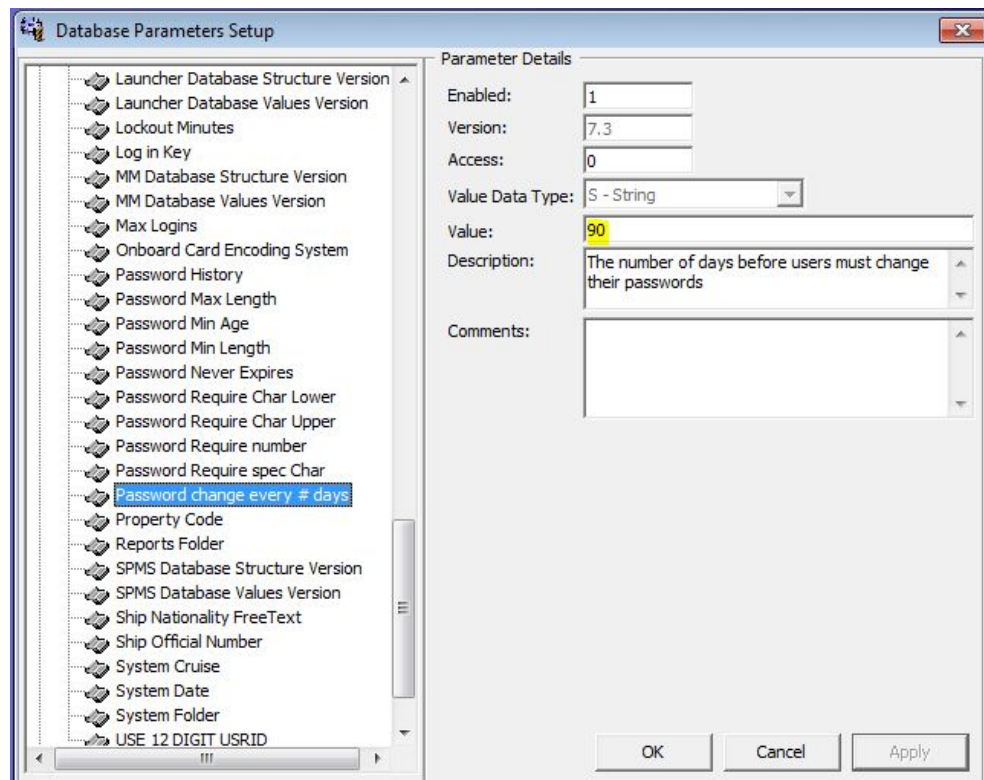 Database Parameters Setup
Launcher Database Structure Version
Launcher Database Values Version
Lockout Minutes
Log in Key
MM Database Structure Version
MM Database Values Version
Max Logins
Onboard Card Encoding System
Password History
Password Max Length
Password Min Age
Password Min Length
Password Never Expires
Password Require Char Lower
Password Require Char Upper
Password Require number
Password Require spec Char
Password change every # days
Property Code
Reports Folder
SPMS Database Structure Version
SPMS Database Values Version
Ship Nationality FreeText
Ship Official Number
System Cruise
System Date
System Folder
USE 12 DIGIT USRID
Parameter Details
Enabled: 1
Version: 7.3
Access: 0
Value Data Type: S - String
Value: 90
Description: The number of days before users must change
their passwords
Comments:
OK Cancel Apply